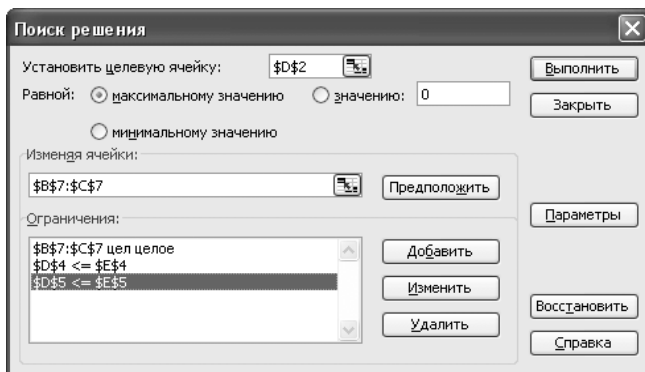 Поиск решения
Установить целевую ячейку: $D$2
Выполнить
Равной: максимальному значению значению: 0
Закрыть
минимальному значению
Изменяя ячейки:
$B$7:$C$7
Предположить
Параметры
Ограничения:
$B$7:$C$7 цел целое
$D$4 <= $E$4
$D$5 <= $E$5
Добавить
Изменить
Восстановить
Удалить
Справка